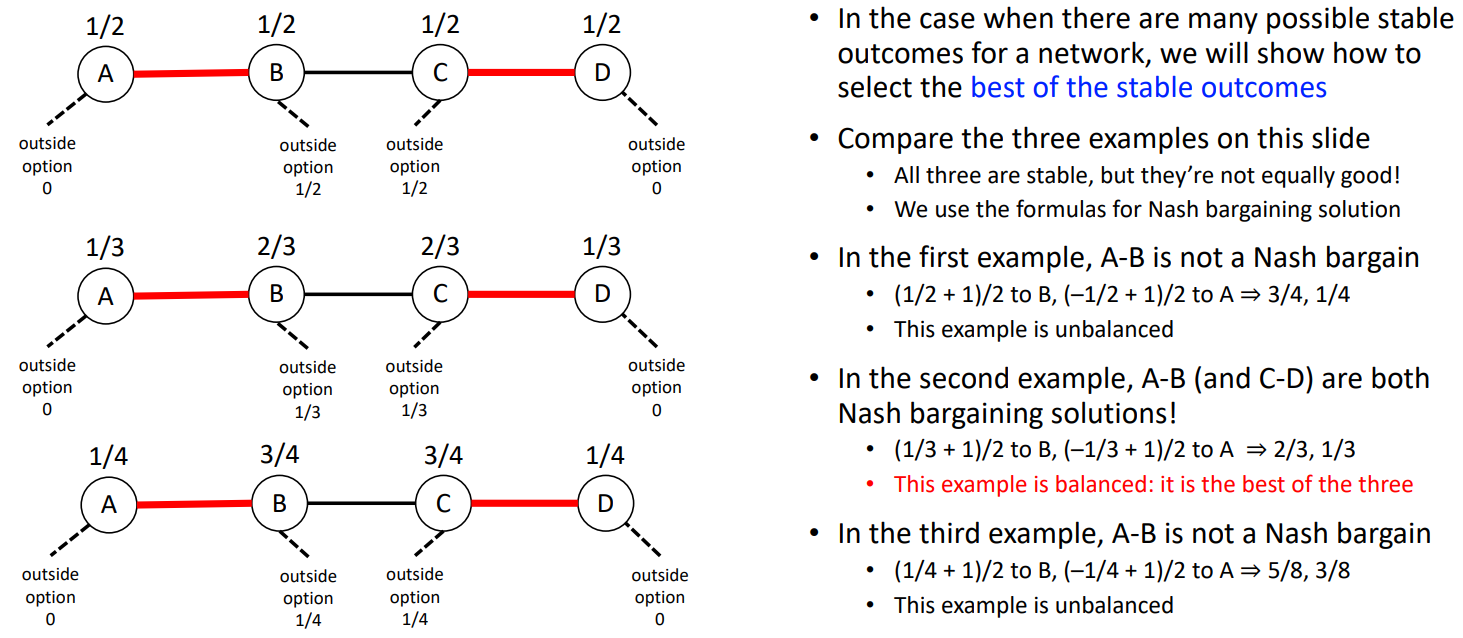 1/2 1/2 1/2 1/2
A B C D
outside outside outside outside
option option option option
0 1/2 1/2 0
1/3 2/3 2/3 1/3
A B C D
outside outside outside outside
option option option option
0 1/3 1/3 0
1/4 3/4 3/4 1/4
A B C D
outside outside outside outside
option option option option
0 1/4 1/4 0
• In the case when there are many possible stable
outcomes for a network, we will show how to
select the best of the stable outcomes
• Compare the three examples on this slide
• All three are stable, but they’re not equally good!
• We use the formulas for Nash bargaining solution
• In the first example, A-B is not a Nash bargain
• (1/2 + 1)/2 to B, (–1/2 + 1)/2 to A ⇒ 3/4, 1/4
• This example is unbalanced
• In the second example, A-B (and C-D) are both
Nash bargaining solutions!
• (1/3 + 1)/2 to B, (–1/3 + 1)/2 to A ⇒ 2/3, 1/3
• This example is balanced: it is the best of the three
• In the third example, A-B is not a Nash bargain
• (1/4 + 1)/2 to B, (–1/4 + 1)/2 to A ⇒ 5/8, 3/8
• This example is unbalanced